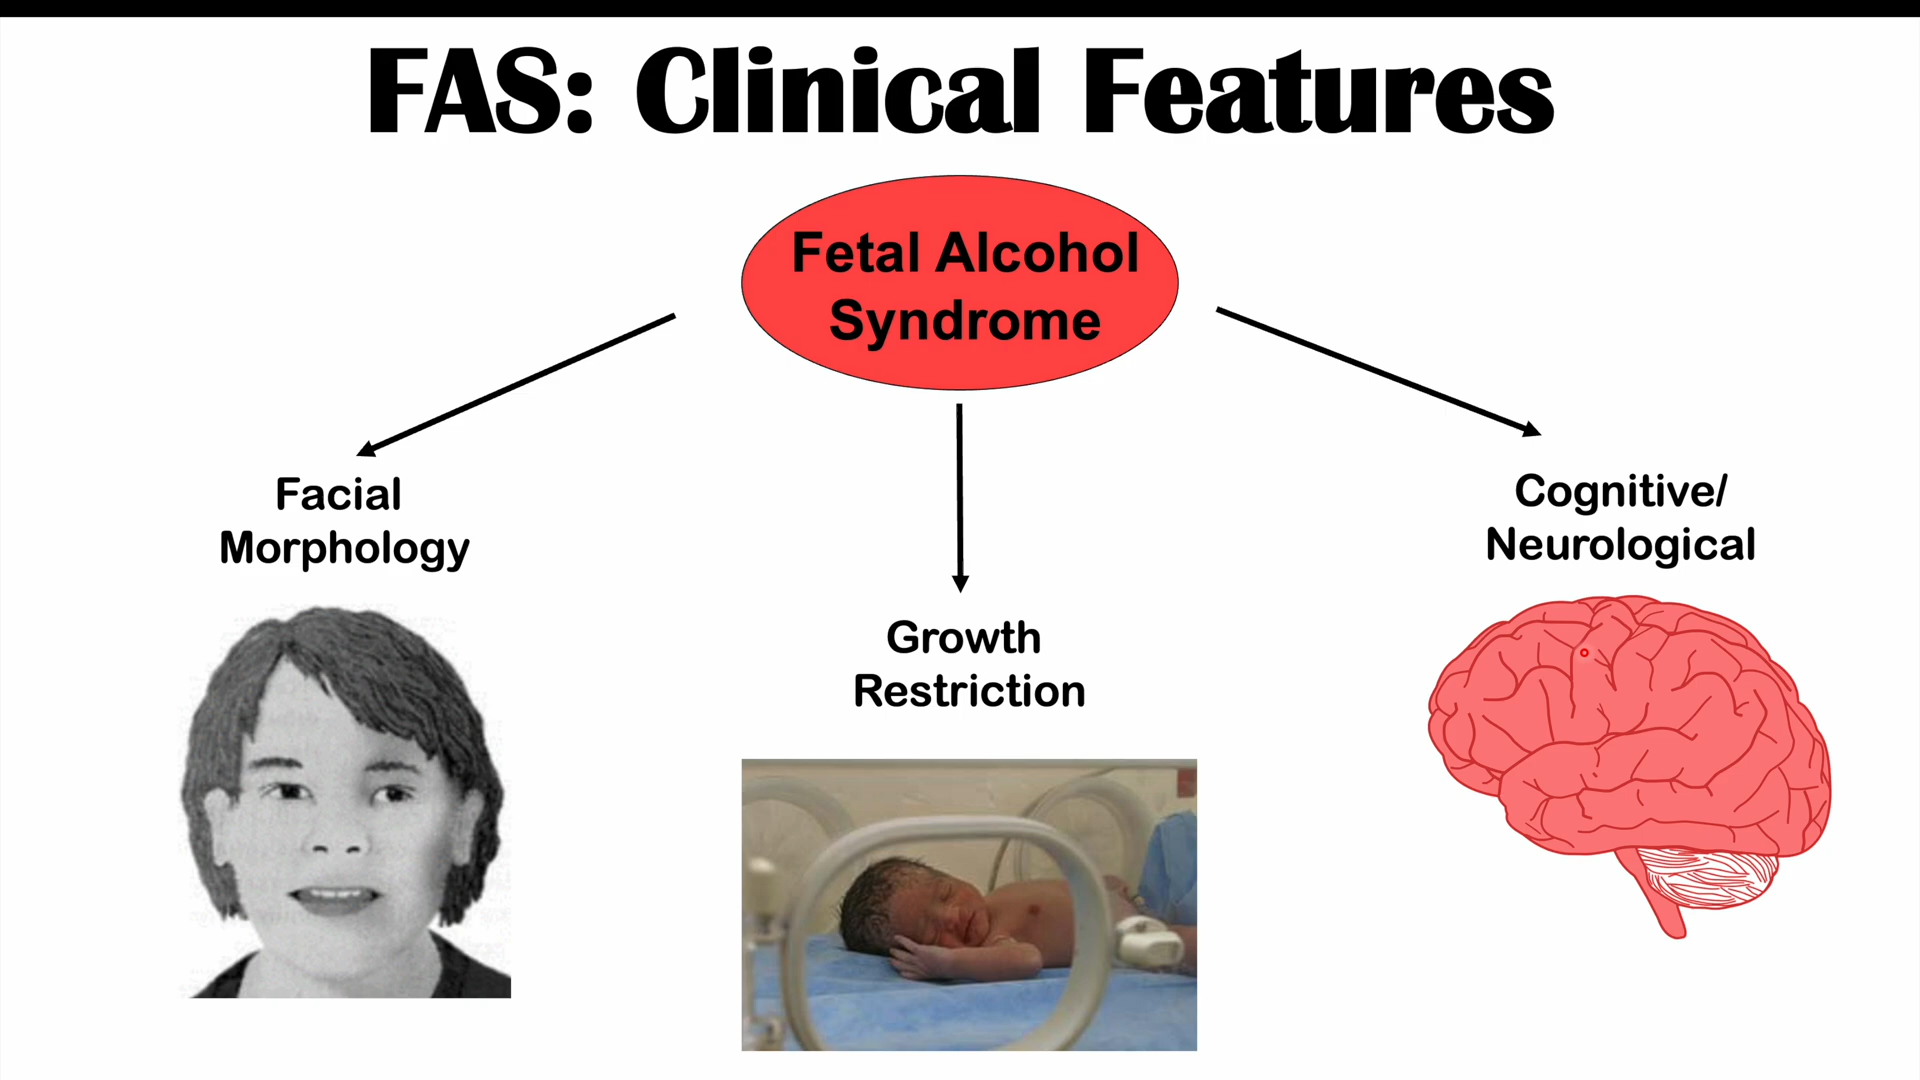 FAS: Clinical Features
Fetal Alcohol
Syndrome
Facial
Morphology
Growth
Restriction
Cognitive/
Neurological